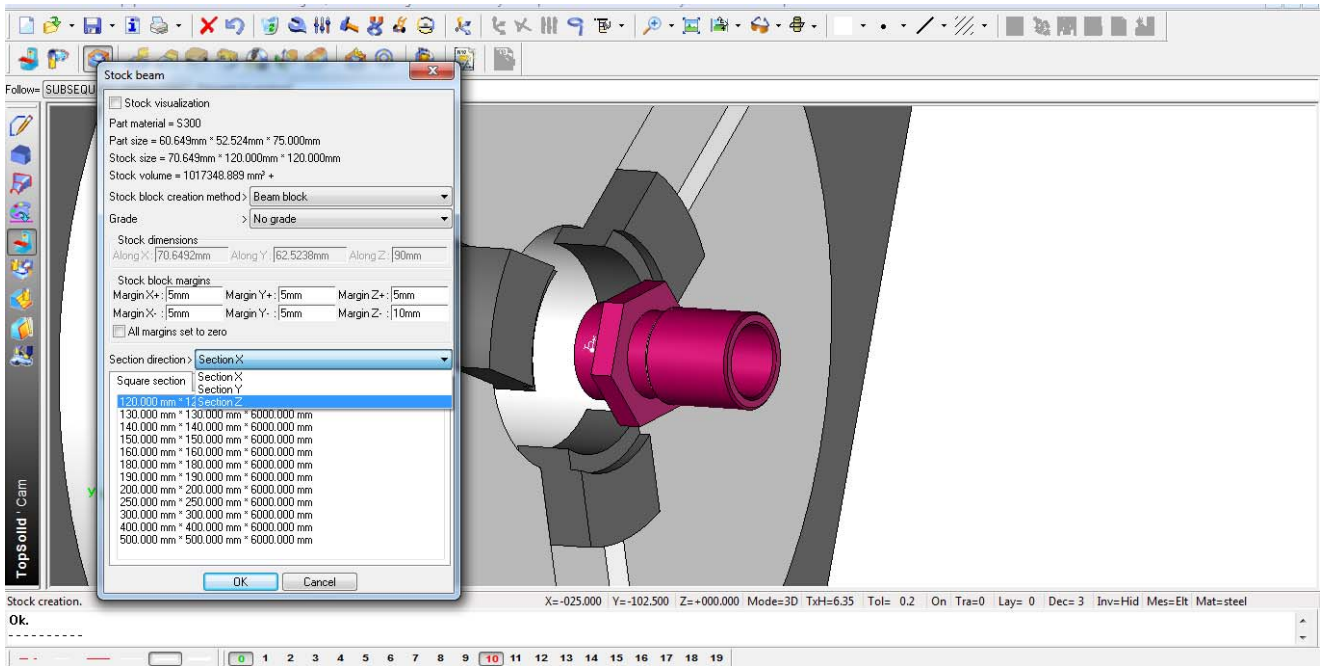 Follow= SUBSEQU
Stock beam
Stock visualization
Part material = S300
Part size = 60.649mm * 52.524mm * 75.000mm
Stock size = 70.649mm * 120.000mm * 120.000mm
Stock volume = 1017348.889 mm³ +
Stock block creation method > Beam block
Grade > No grade
Stock dimensions
Along X : 70.6492mm Along Y : 62.5238mm Along Z : 90mm
Stock block margins
Margin X+ : 5mm Margin Y+ : 5mm Margin Z+ : 5mm
Margin X- : 5mm Margin Y- : 5mm Margin Z- : 10mm
All margins set to zero
Section direction > Section X
Square section Section X
Section Y
120.000 mm * 12 Section Z
130.000 mm * 130.000 mm * 6000.000 mm
140.000 mm * 140.000 mm * 6000.000 mm
150.000 mm * 150.000 mm * 6000.000 mm
160.000 mm * 160.000 mm * 6000.000 mm
180.000 mm * 180.000 mm * 6000.000 mm
190.000 mm * 190.000 mm * 6000.000 mm
200.000 mm * 200.000 mm * 6000.000 mm
250.000 mm * 250.000 mm * 6000.000 mm
300.000 mm * 300.000 mm * 6000.000 mm
400.000 mm * 400.000 mm * 6000.000 mm
500.000 mm * 500.000 mm * 6000.000 mm
OK Cancel
TopSolid'Cam
Y
Stock creation. X=-025.000 Y=-102.500 Z=+000.000 Mode=3D TxH=6.35 Tol= 0.2 On Tra=0 Lay= 0 Dec= 3 Inv=Hid Mes=Elt Mat=steel
Ok.
----------
0 1 2 3 4 5 6 7 8 9 10 11 12 13 14 15 16 17 18 19